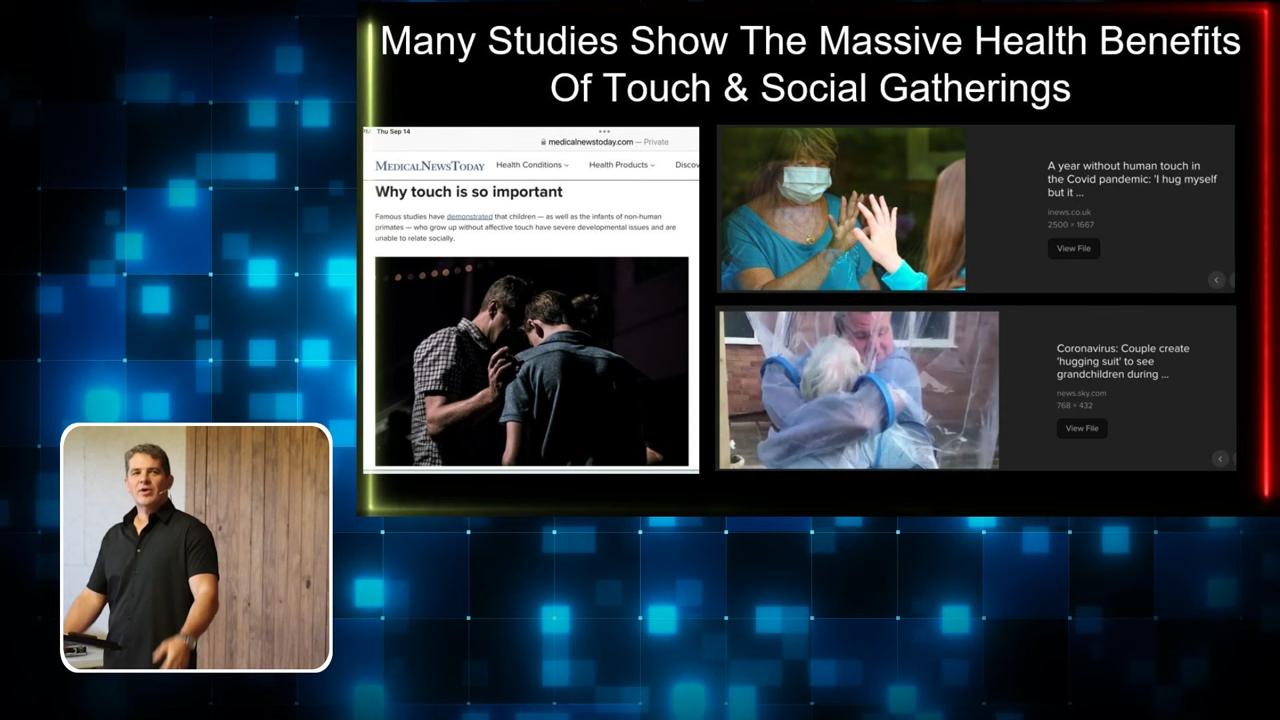 Many Studies Show The Massive Health Benefits
Of Touch & Social Gatherings
Thu Sep 14
medicalnewstoday.com — Private
MEDICALNEWSTODAY Health Conditions Health Products Discov
Why touch is so important
Famous studies have demonstrated that children — as well as the infants of non-human
primates — who grow up without affective touch have severe developmental issues and are
unable to relate socially.
A year without human touch in
the Covid pandemic: 'I hug myself
but it ...
inews.co.uk
2500 × 1667
View File
Coronavirus: Couple create
'hugging suit' to see
grandchildren during ...
news.sky.com
768 × 432
View File